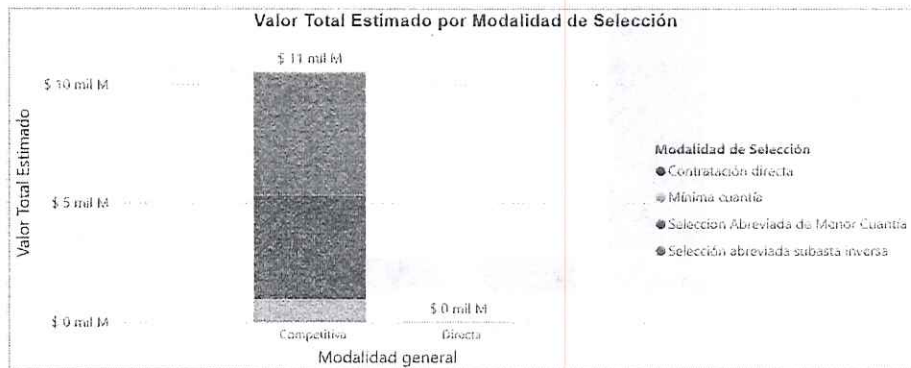 Valor Total Estimado por Modalidad de Selección
$ 11 mil M
$ 10 mil M
$ 5 mil M
$ 0 mil M
$ 0 mil M
Valor Total Estimado
Competitiva
Directa
Modalidad general
Modalidad de Selección
Contratación directa
Mínima cuantía
Seleccion Abreviada de Menor Cuantía
Selección abreviada subasta inversa